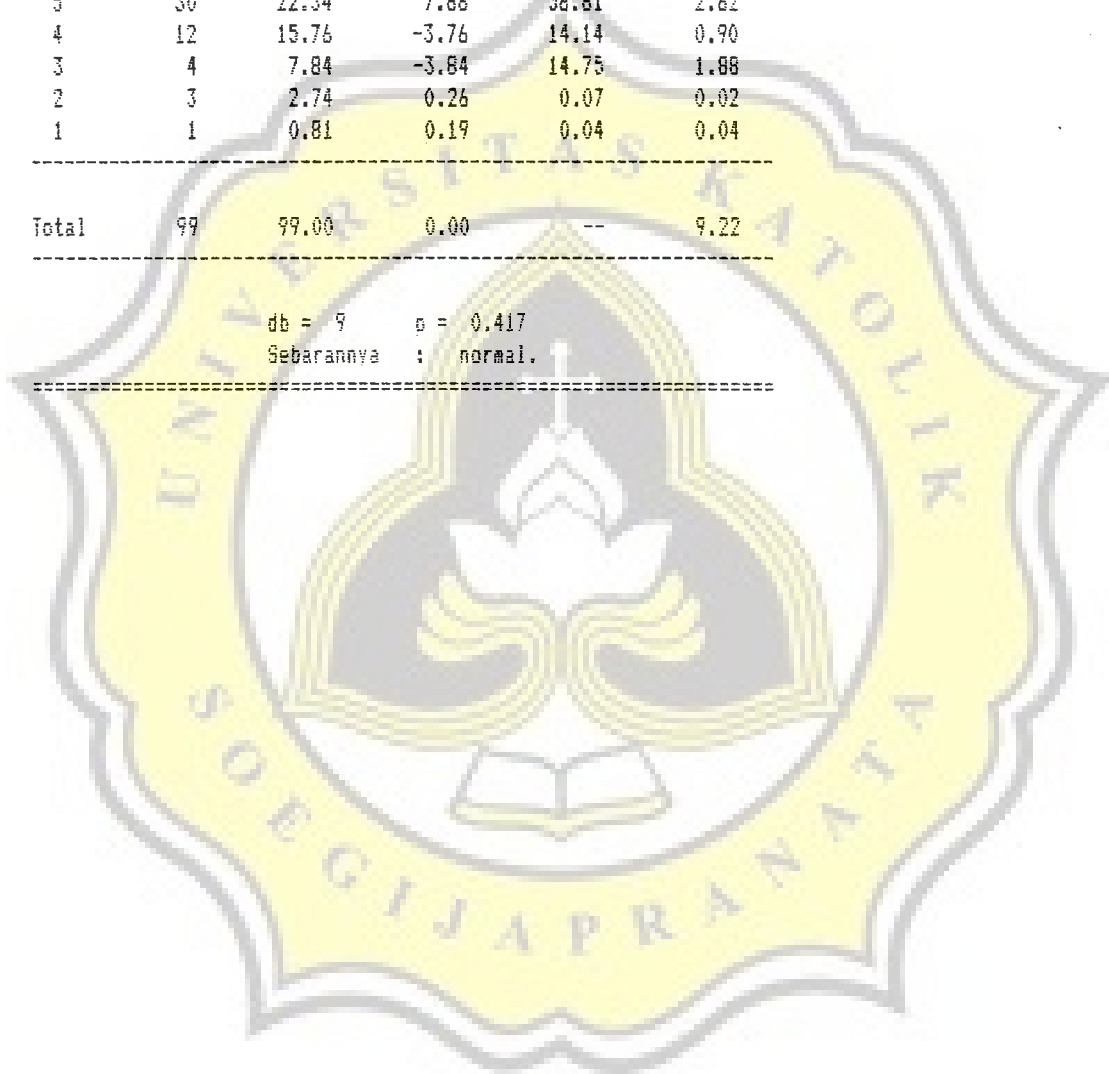 30 22.34
4 12 15.76 -3.76 14.14 0.90
3 4 7.84 -3.84 14.75 1.88
2 3 2.74 0.26 0.07 0.02
1 1 0.81 0.19 0.04 0.04
--------------------------------
Total 99 99.00 0.00 -- 9.22
--------------------------------
db = 9 p = 0.417
Sebarannya : normal.
================================
UNIVERSITAS KATOLIK
SOEGIJAPRANATA